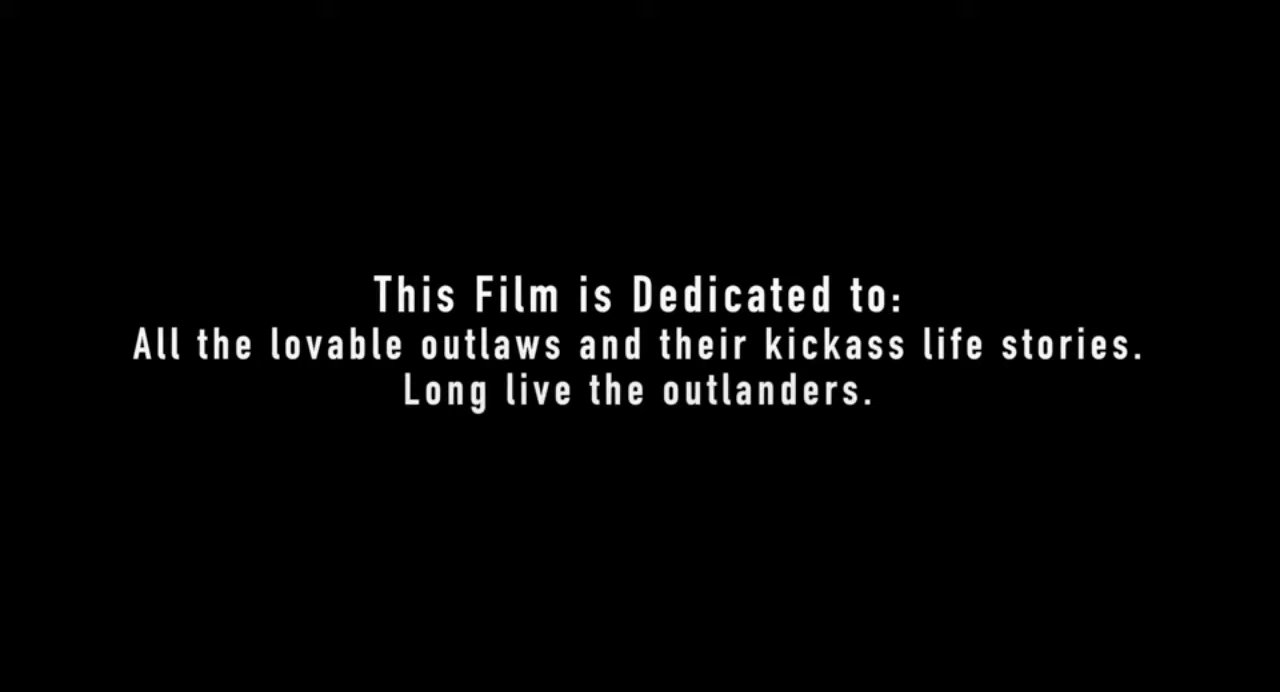 This Film is Dedicated to:
All the lovable outlaws and their kickass life stories.
Long live the outlanders.